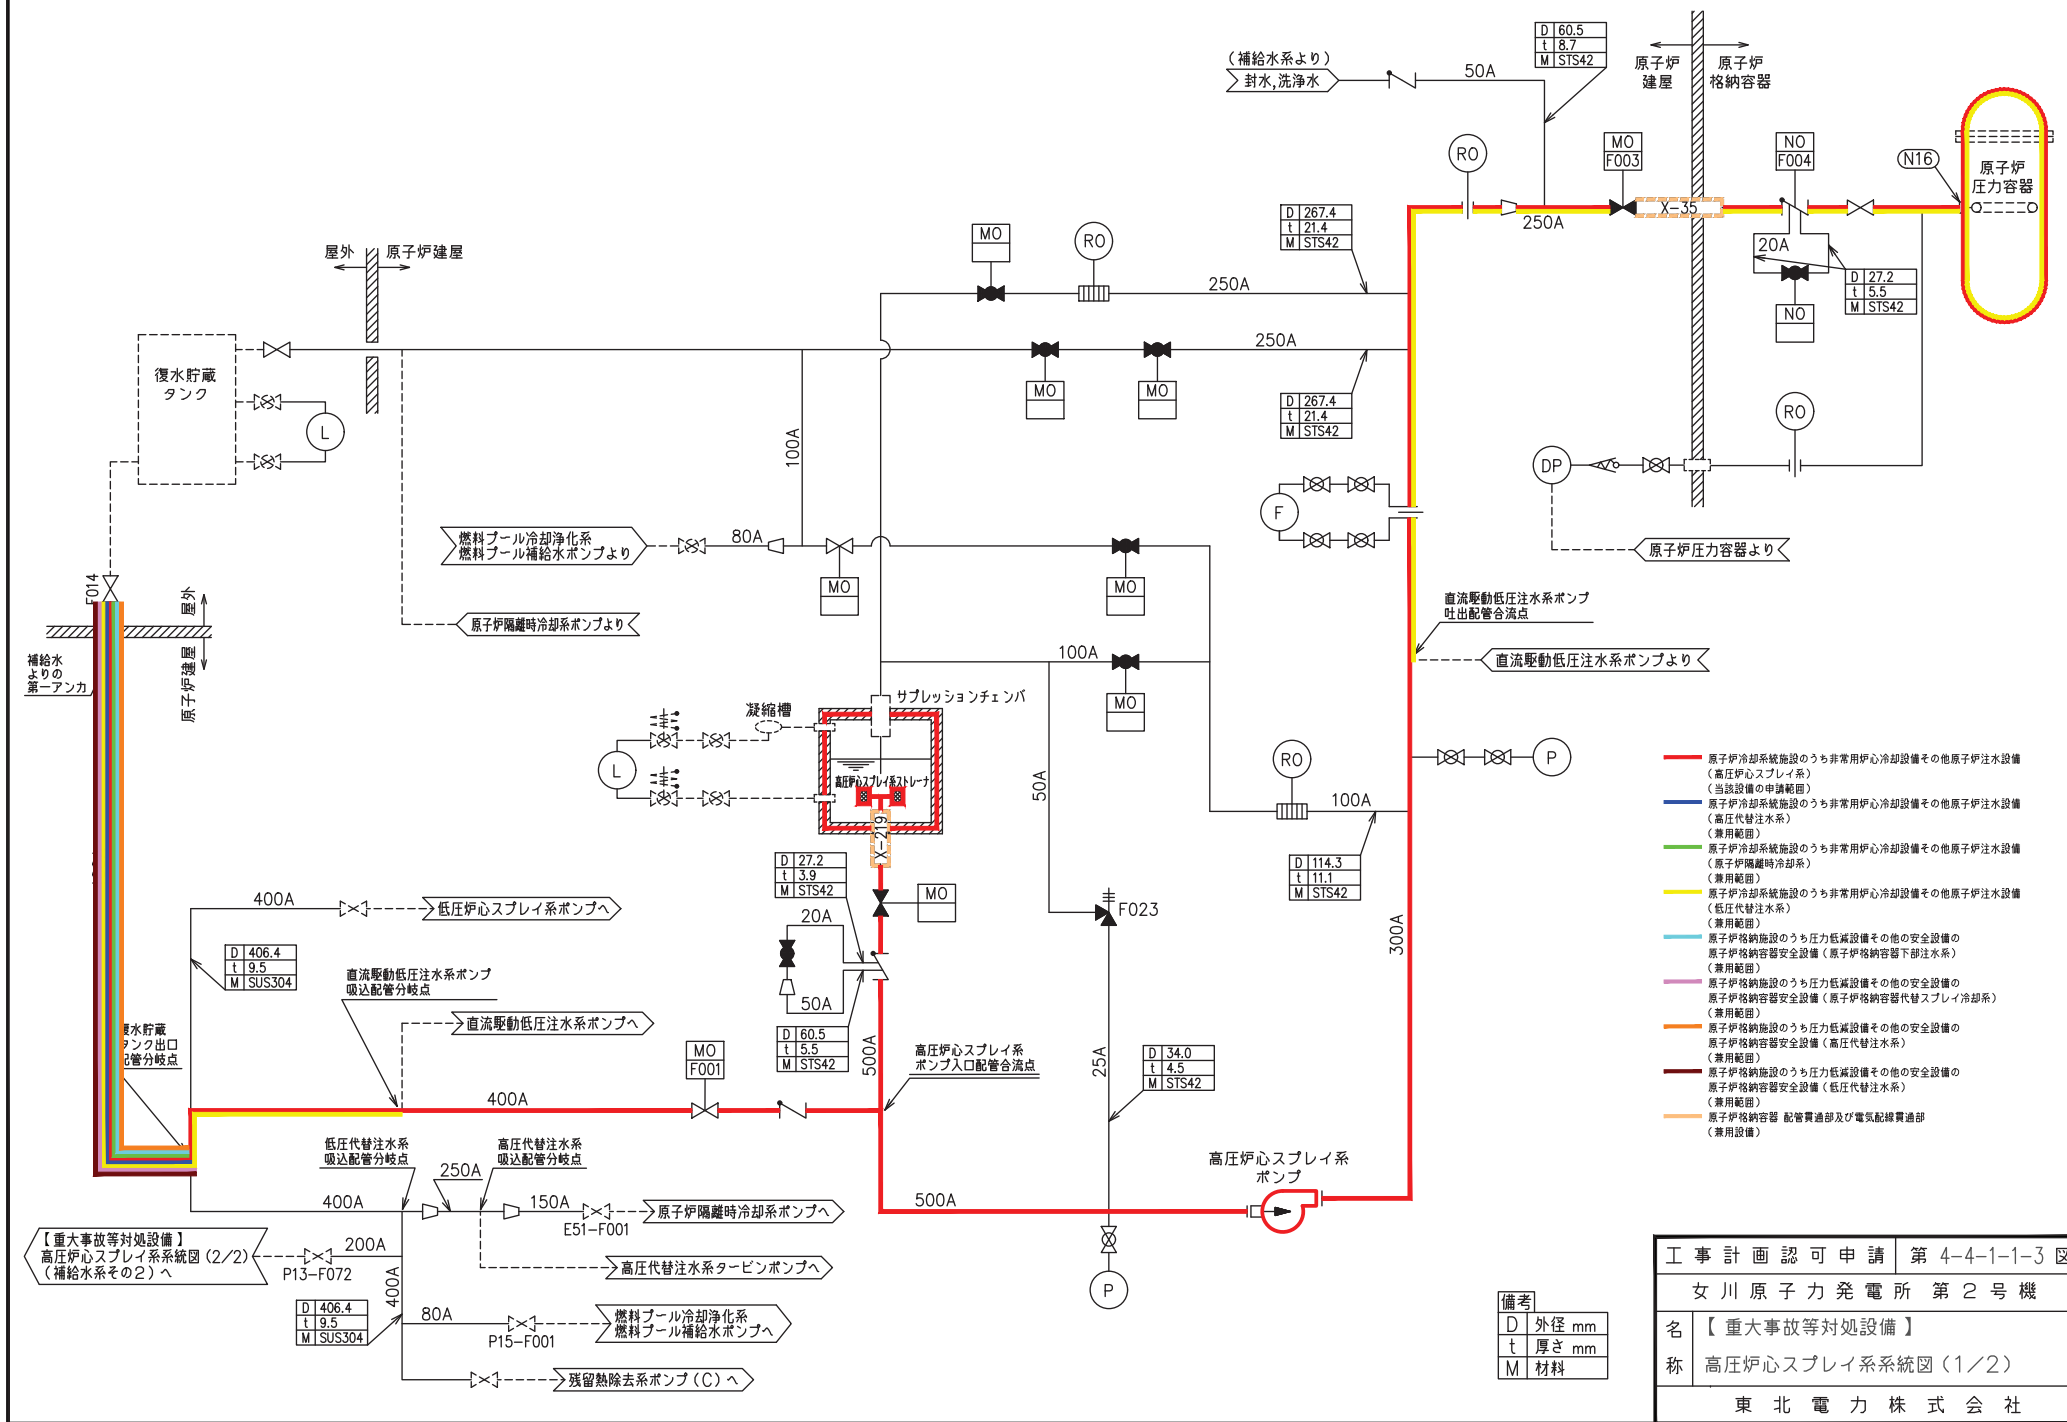 (補給水系より)
封水,洗浄水
50A
D 60.5
t 8.7
M STS42
原子炉
建屋
原子炉
格納容器
RO
MO
F003
NO
F004
N16
原子炉
圧力容器
X-35
250A
20A
D 27.2
t 5.5
M STS42
NO
RO
DP
原子炉圧力容器より
屋外
原子炉建屋
MO
RO
250A
D 267.4
t 21.4
M STS42
250A
MO
MO
D 267.4
t 21.4
M STS42
復水貯蔵
タンク
L
100A
F
燃料プール冷却浄化系
燃料プール補給水ポンプより
80A
MO
MO
F014
屋外
原子炉建屋
原子炉隔離時冷却系ポンプより
直流駆動低圧注水系ポンプ
吐出配管合流点
直流駆動低圧注水系ポンプより
補給水
よりの
第一アンカ
100A
MO
サプレッションチェンバ
凝縮槽
L
高圧炉心スプレイ系ストレーナ
X-219
50A
RO
100A
P
D 114.3
t 11.1
M STS42
300A
D 27.2
t 3.9
M STS42
MO
F023
20A
50A
D 60.5
t 5.5
M STS42
500A
400A
低圧炉心スプレイ系ポンプへ
D 406.4
t 9.5
M SUS304
直流駆動低圧注水系ポンプ
吸込配管分岐点
直流駆動低圧注水系ポンプへ
水貯蔵
タンク出口
配管分岐点
MO
F001
高圧炉心スプレイ系
ポンプ入口配管合流点
25A
D 34.0
t 4.5
M STS42
400A
低圧代替注水系
吸込配管分岐点
高圧代替注水系
吸込配管分岐点
250A
400A
150A
E51-F001
原子炉隔離時冷却系ポンプへ
500A
高圧炉心スプレイ系
ポンプ
【重大事故等対処設備】
高圧炉心スプレイ系系統図(2/2)
(補給水系その2)へ
200A
P13-F072
高圧代替注水系タービンポンプへ
P
400A
D 406.4
t 9.5
M SUS304
80A
P15-F001
燃料プール冷却浄化系
燃料プール補給水ポンプへ
残留熱除去系ポンプ(C)へ
原子炉冷却系統施設のうち非常用炉心冷却設備その他原子炉注水設備
(高圧炉心スプレイ系)
(当該設備の申請範囲)
原子炉冷却系統施設のうち非常用炉心冷却設備その他原子炉注水設備
(高圧代替注水系)
(兼用範囲)
原子炉冷却系統施設のうち非常用炉心冷却設備その他原子炉注水設備
(原子炉隔離時冷却系)
(兼用範囲)
原子炉冷却系統施設のうち非常用炉心冷却設備その他原子炉注水設備
(低圧代替注水系)
(兼用範囲)
原子炉格納施設のうち圧力低減設備その他の安全設備の
原子炉格納容器安全設備(原子炉格納容器下部注水系)
(兼用範囲)
原子炉格納施設のうち圧力低減設備その他の安全設備の
原子炉格納容器安全設備(原子炉格納容器代替スプレイ冷却系)
(兼用範囲)
原子炉格納施設のうち圧力低減設備その他の安全設備の
原子炉格納容器安全設備(高圧代替注水系)
(兼用範囲)
原子炉格納施設のうち圧力低減設備その他の安全設備の
原子炉格納容器安全設備(低圧代替注水系)
(兼用範囲)
原子炉格納容器 配管貫通部及び電気配線貫通部
(兼用設備)
備考
D 外径 mm
t 厚さ mm
M 材料
工事計画認可申請 第 4-4-1-1-3 図
女川原子力発電所 第2号機
名称
【重大事故等対処設備】
高圧炉心スプレイ系系統図(1/2)
東北電力株式会社